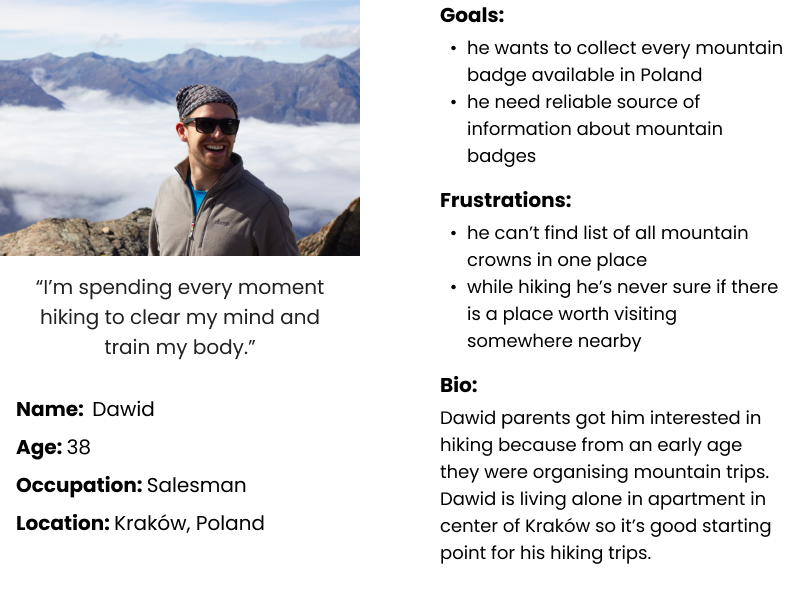 “I’m spending every moment
hiking to clear my mind and
train my body.”
Name: Dawid
Age: 38
Occupation: Salesman
Location: Kraków, Poland
Goals:
• he wants to collect every mountain
badge available in Poland
• he need reliable source of
information about mountain
badges
Frustrations:
• he can’t find list of all mountain
crowns in one place
• while hiking he’s never sure if there
is a place worth visiting
somewhere nearby
Bio:
Dawid parents got him interested in
hiking because from an early age
they were organising mountain trips.
Dawid is living alone in apartment in
center of Kraków so it’s good starting
point for his hiking trips.